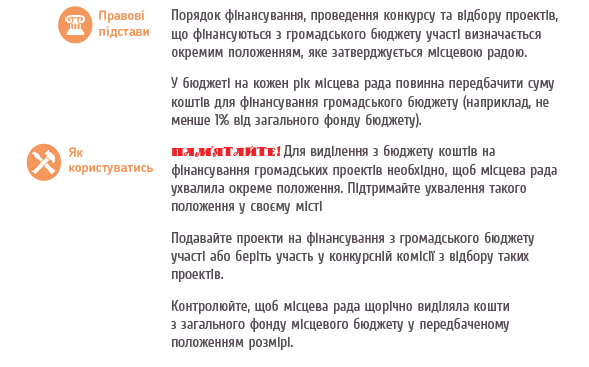 Правові
підстави
Порядок фінансування, проведення конкурсу та відбору проектів,
що фінансуються з громадського бюджету участі визначається
окремим положенням, яке затверджується місцевою радою.
У бюджеті на кожен рік місцева рада повинна передбачити суму
коштів для фінансування громадського бюджету (наприклад, не
менше 1% від загального фонду бюджету).
Як
користуватись
ПАМ'ЯТАЙТЕ! Для виділення з бюджету коштів на
фінансування громадських проектів необхідно, щоб місцева рада
ухвалила окреме положення. Підтримайте ухвалення такого
положення у своєму місті
Подавайте проекти на фінансування з громадського бюджету
участі або беріть участь у конкурсній комісії з відбору таких
проектів.
Контролюйте, щоб місцева рада щорічно виділяла кошти
з загального фонду місцевого бюджету у передбаченому
положенням розмірі.